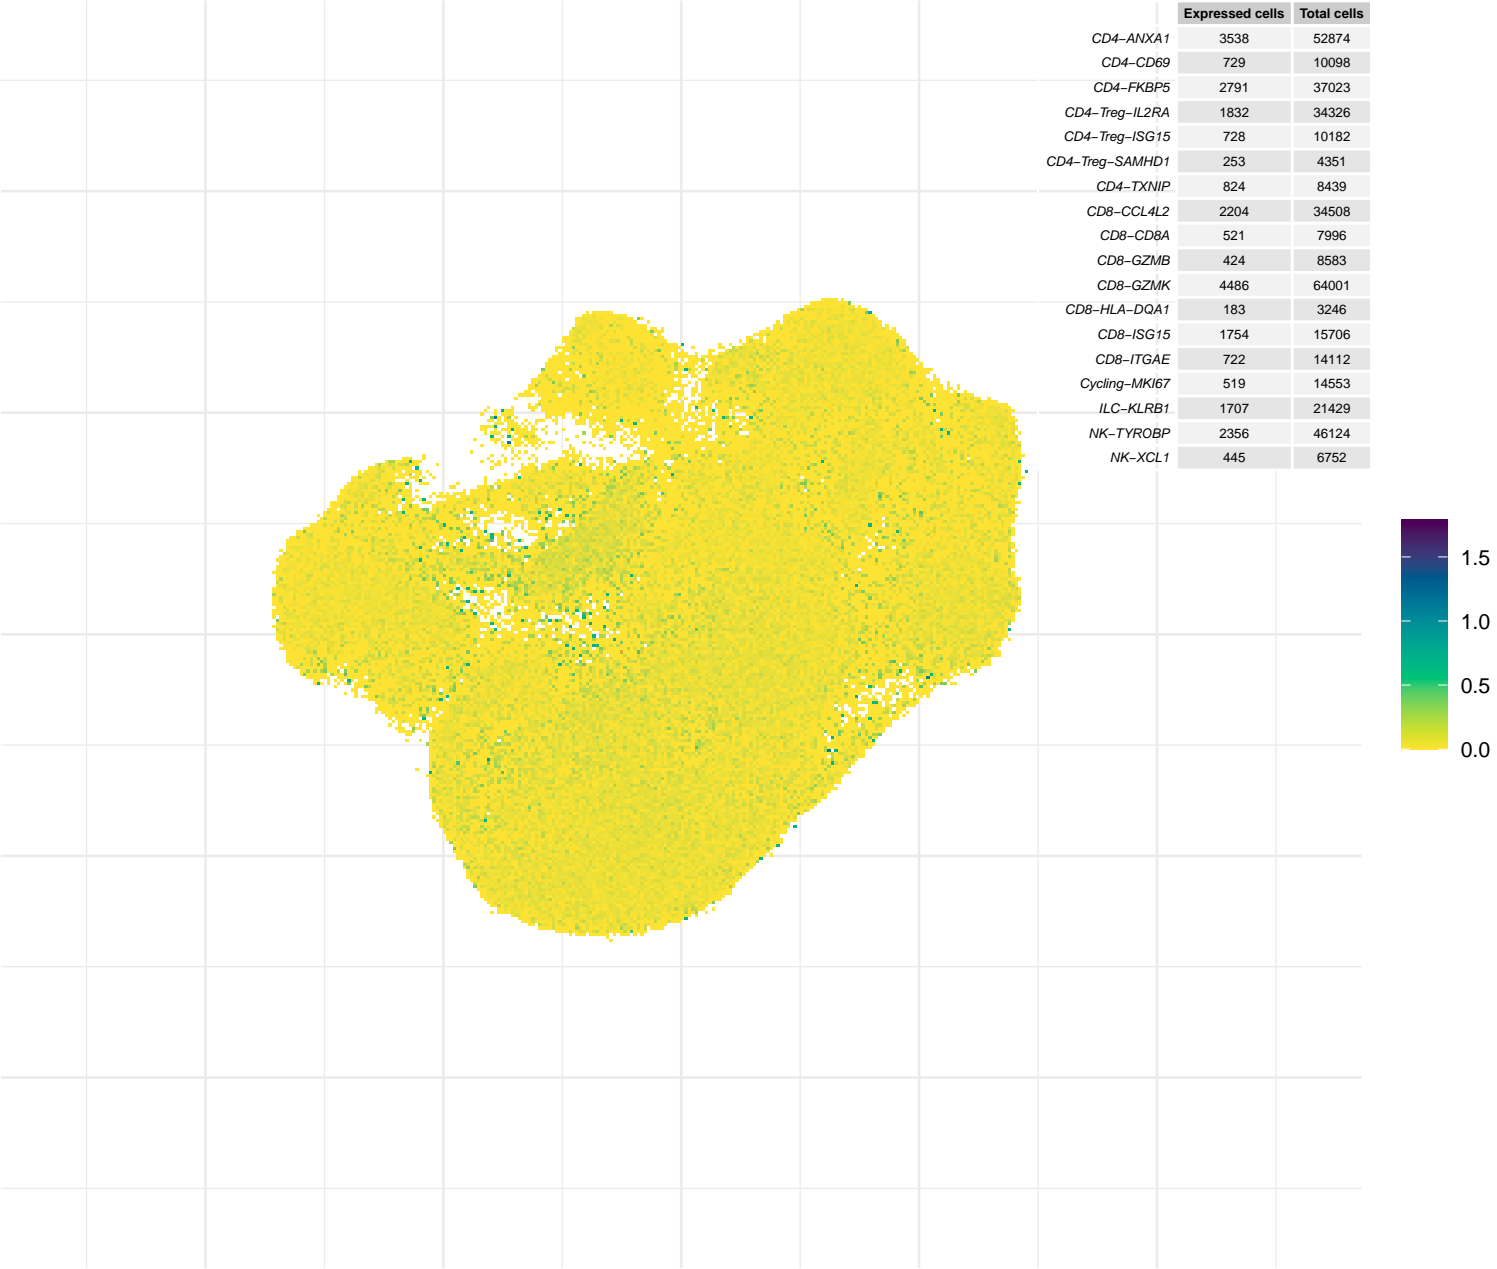 Expressed cells Total cells
CD4−ANXA1 3538 52874
CD4−CD69 729 10098
CD4−FKBP5 2791 37023
CD4−Treg−IL2RA 1832 34326
CD4−Treg−ISG15 728 10182
CD4−Treg−SAMHD1 253 4351
CD4−TXNIP 824 8439
CD8−CCL4L2 2204 34508
CD8−CD8A 521 7996
CD8−GZMB 424 8583
CD8−GZMK 4486 64001
CD8−HLA−DQA1 183 3246
CD8−ISG15 1754 15706
CD8−ITGAE 722 14112
Cycling−MKI67 519 14553
ILC−KLRB1 1707 21429
NK−TYROBP 2356 46124
NK−XCL1 445 6752
1.5
1.0
0.5
0.0